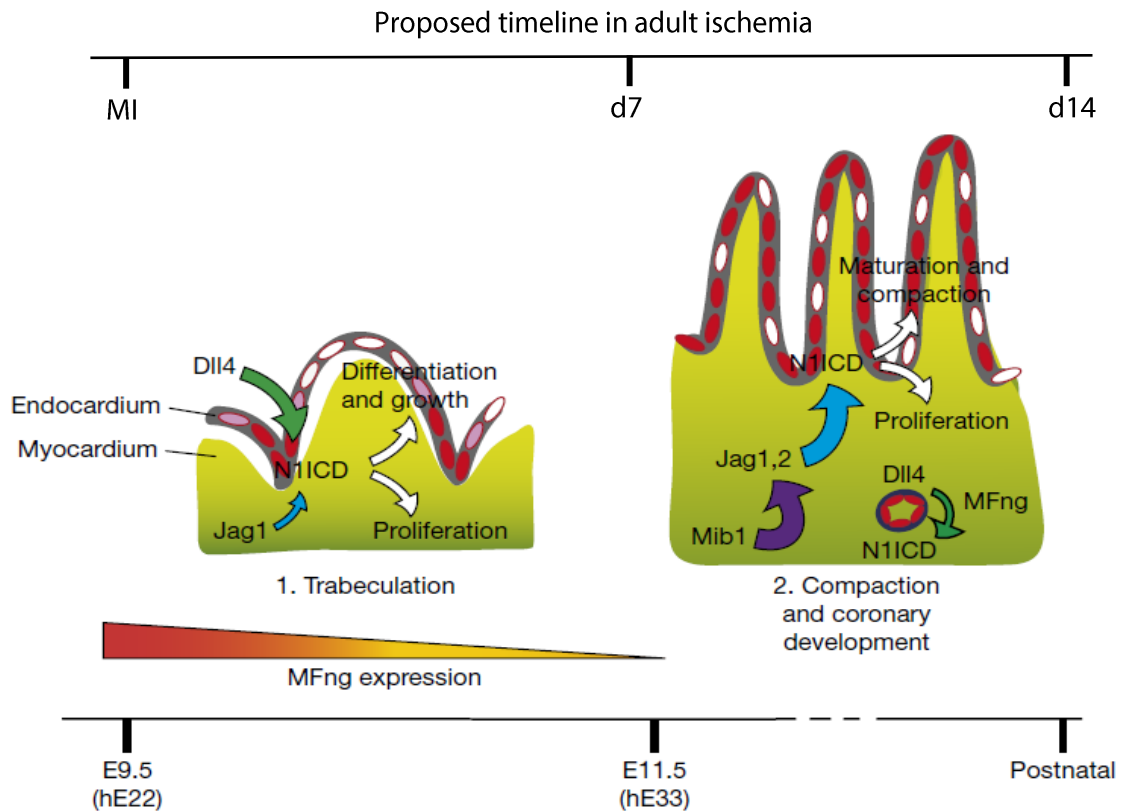 Proposed timeline in adult ischemia
MI
d7
d14
Dll4
Endocardium
Myocardium
Differentiation
and growth
N1ICD
Jag1
Proliferation
1. Trabeculation
Maturation and
compaction
N1ICD
Proliferation
Jag1,2
Mib1
Dll4
MFng
N1ICD
2. Compaction
and coronary
development
MFng expression
E9.5
(hE22)
E11.5
(hE33)
Postnatal